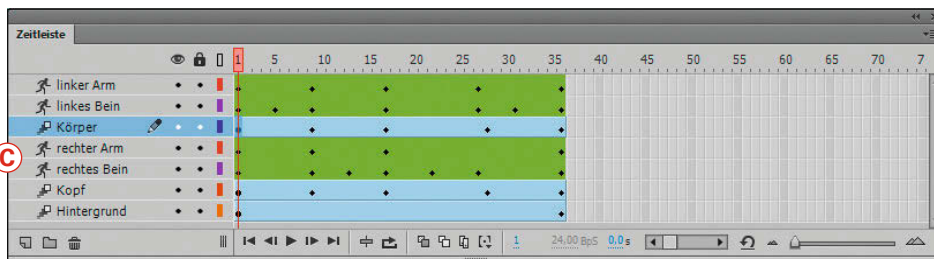 Zeitleiste
1 5 10 15 20 25 30 35 40 45 50 55 60 65 70 7
linker Arm
linkes Bein
Körper
rechter Arm
C
rechtes Bein
Kopf
Hintergrund
1 24,00 BpS 0,0 s